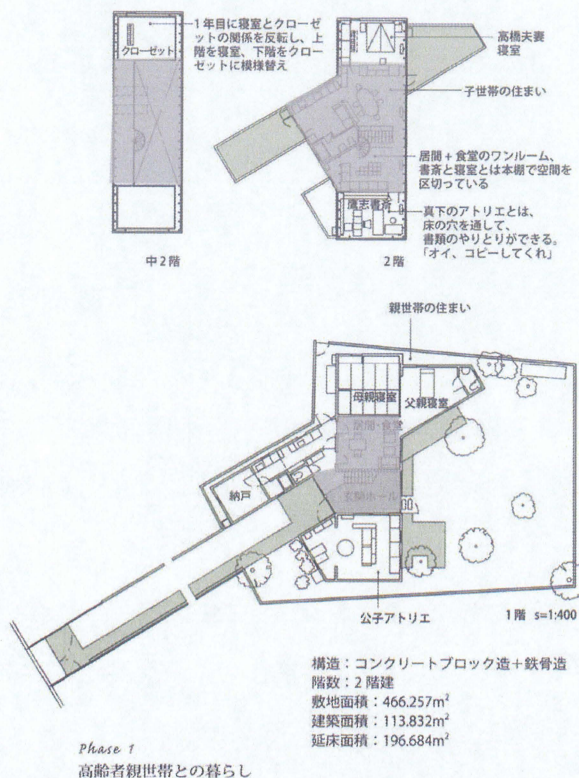 1年目に寝室とクローゼ
ットの関係を反転し、上
階を寝室、下階をクロー
ゼットに模様替え
クローゼット
中2階
高橋夫妻
寝室
子世帯の住まい
居間+食堂のワンルーム、
書斎と寝室とは本棚で空間を
区切っている
鷹志書斎
真下のアトリエとは、
床の穴を通して、
書類のやりとりができる。
「オイ、コピーしてくれ」
2階
親世帯の住まい
母親寝室
父親寝室
居間・食堂
納戸
玄関ホール
公子アトリエ
1階 s=1:400
構造：コンクリートブロック造+鉄骨造
階数：2階建
敷地面積：466.257m²
建築面積：113.832m²
延床面積：196.684m²
Phase 1
高齢者親世帯との暮らし